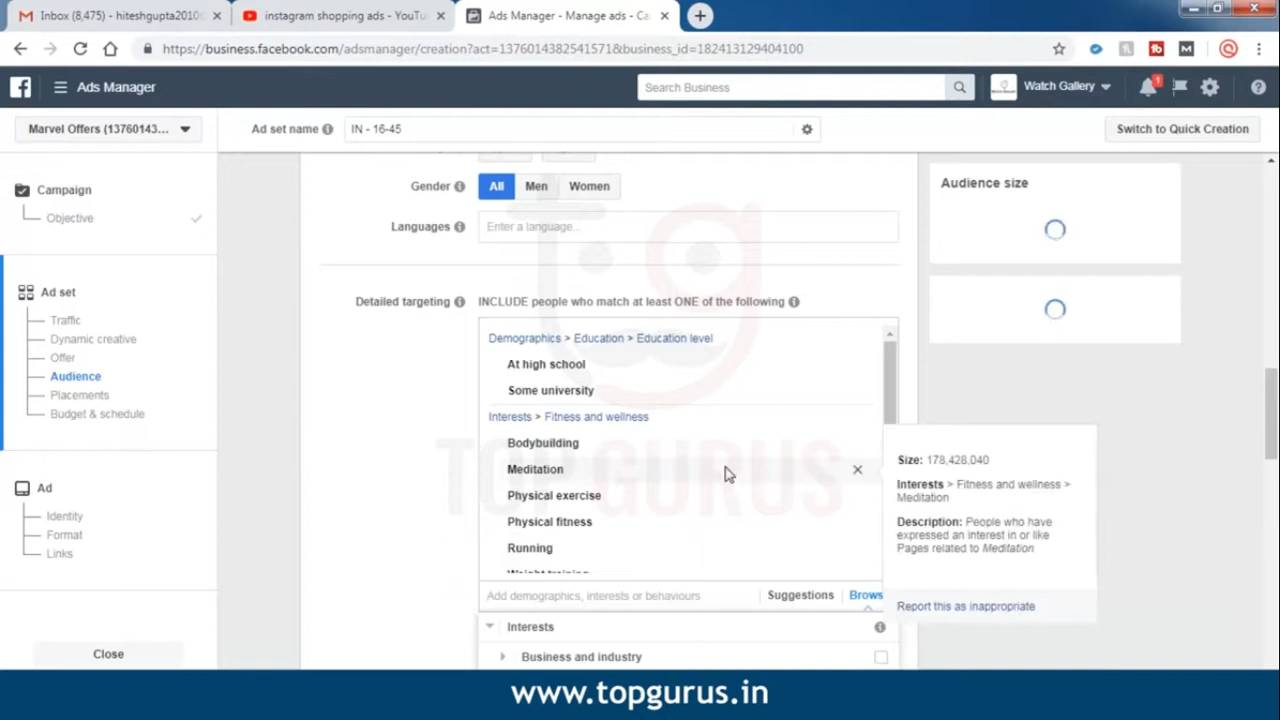 Inbox (8,475) - hiteshgupta2010
instagram shopping ads - YouTu
Ads Manager - Manage ads - Ca
https://business.facebook.com/adsmanager/creation?act=1376014382541571&business_id=182413129404100
Ads Manager
Search Business
Watch Gallery
1
Marvel Offers (13760143...
Ad set name
IN - 16-45
Switch to Quick Creation
Campaign
Objective
Ad set
Traffic
Dynamic creative
Offer
Audience
Placements
Budget & schedule
Ad
Identity
Format
Links
Close
Gender
All
Men
Women
Languages
Enter a language...
Detailed targeting
INCLUDE people who match at least ONE of the following
Demographics > Education > Education level
At high school
Some university
Interests > Fitness and wellness
Bodybuilding
Meditation
Physical exercise
Physical fitness
Running
Weight training
Add demographics, interests or behaviours
Suggestions
Brows
Interests
Business and industry
Audience size
Size: 178,428,040
Interests > Fitness and wellness >
Meditation
Description: People who have
expressed an interest in or like
Pages related to Meditation
Report this as inappropriate
TOP GURUS
www.topgurus.in